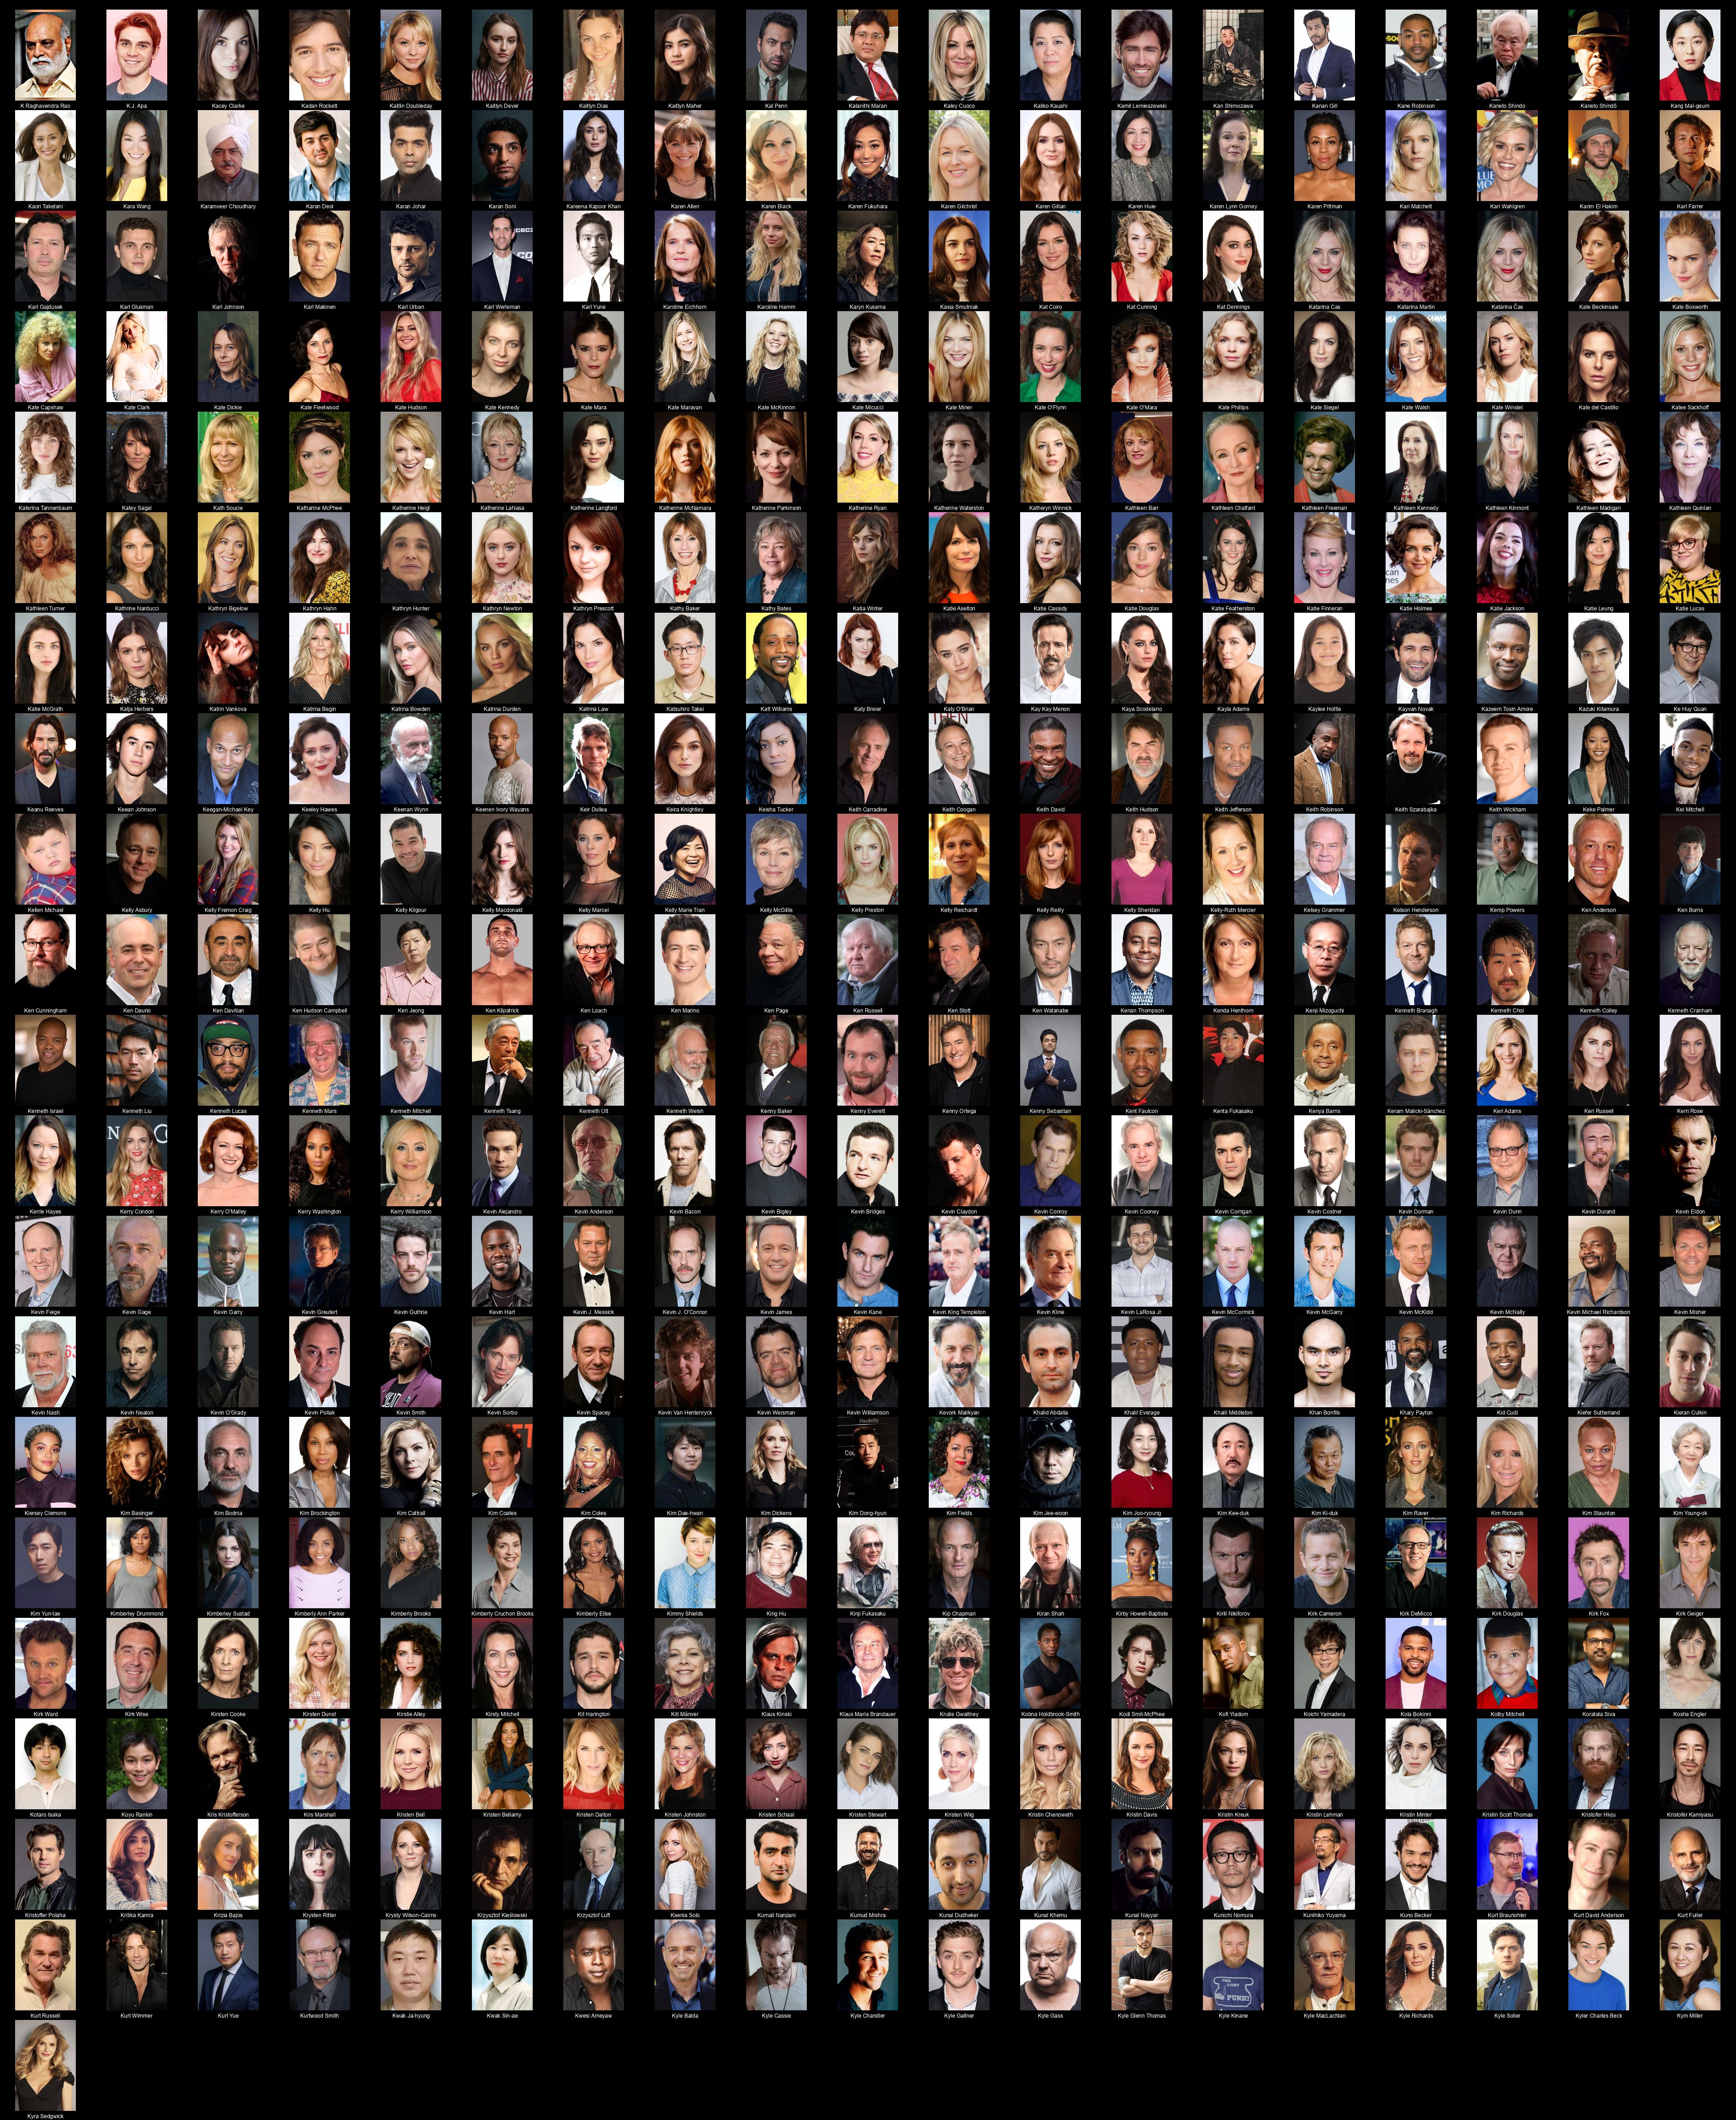 K Raghavendra Rao K.J. Apa Kacey Clarke Kadan Rockett Kaitlin Doubleday Kaitlyn Dever Kaitlyn Dias Kaitlyn Maher Kal Penn Kalanithi Maran Kaley Cuoco Kaliko Kauahi Kamil Lemieszewski Kan Shimozawa Kanan Gill Kane Robinson Kaneto Shindo Kaneto Shindō Kang Mal-geum
Kaori Taketani Kara Wang Karamveer Choudhary Karan Deol Karan Johar Karan Soni Kareena Kapoor Khan Karen Allen Karen Black Karen Fukuhara Karen Gilchrist Karen Gillan Karen Huie Karen Lynn Gorney Karen Pittman Kari Matchett Kari Wahlgren Karim El Hakim Karl Farrer
Karl Gajdusek Karl Glusman Karl Johnson Karl Makinen Karl Urban Karl Werleman Karl Yune Karoline Eichhorn Karoline Hamm Karyn Kusama Kasia Smutniak Kat Coiro Kat Cunning Kat Dennings Katarina Cas Katarina Martin Katarina Čas Kate Beckinsale Kate Bosworth
Kate Capshaw Kate Clark Kate Dickie Kate Fleetwood Kate Hudson Kate Kennedy Kate Mara Kate Maravan Kate McKinnon Kate Micucci Kate Miner Kate O'Flynn Kate O'Mara Kate Phillips Kate Siegel Kate Walsh Kate Winslet Kate del Castillo Katee Sackhoff
Katerina Tannenbaum Katey Sagal Kath Soucie Katharine McPhee Katherine Heigl Katherine LaNasa Katherine Langford Katherine McNamara Katherine Parkinson Katherine Ryan Katherine Waterston Katheryn Winnick Kathleen Barr Kathleen Chalfant Kathleen Freeman Kathleen Kennedy Kathleen Kinmont Kathleen Madigan Kathleen Quinlan
Kathleen Turner Kathrine Narducci Kathryn Bigelow Kathryn Hahn Kathryn Hunter Kathryn Newton Kathryn Prescott Kathy Baker Kathy Bates Katia Winter Katie Aselton Katie Cassidy Katie Douglas Katie Featherston Katie Finneran Katie Holmes Katie Jackson Katie Leung Katie Lucas
Katie McGrath Katja Herbers Katrin Vankova Katrina Begin Katrina Bowden Katrina Durden Katrina Law Katsuhiro Takei Katt Williams Katy Breier Katy O'Brian Kay Kay Menon Kaya Scodelario Kayla Adams Kaylee Hottle Kayvan Novak Kazeem Tosin Amore Kazuki Kitamura Ke Huy Quan
Keanu Reeves Keean Johnson Keegan-Michael Key Keeley Hawes Keenan Wynn Keenen Ivory Wayans Keir Dullea Keira Knightley Keisha Tucker Keith Carradine Keith Coogan Keith David Keith Hudson Keith Jefferson Keith Robinson Keith Szarabajka Keith Wickham Keke Palmer Kel Mitchell
Kellen Michael Kelly Asbury Kelly Fremon Craig Kelly Hu Kelly Kilgour Kelly Macdonald Kelly Marcel Kelly Marie Tran Kelly McGillis Kelly Preston Kelly Reichardt Kelly Reilly Kelly Sheridan Kelly-Ruth Mercier Kelsey Grammer Kelson Henderson Kemp Powers Ken Anderson Ken Burns
Ken Cunningham Ken Daurio Ken Davitian Ken Hudson Campbell Ken Jeong Ken Kilpatrick Ken Loach Ken Marino Ken Page Ken Russell Ken Stott Ken Watanabe Kenan Thompson Kenda Henthorn Kenji Mizoguchi Kenneth Branagh Kenneth Choi Kenneth Colley Kenneth Cranham
Kenneth Israel Kenneth Liu Kenneth Lucas Kenneth Mars Kenneth Mitchell Kenneth Tsang Kenneth Utt Kenneth Welsh Kenny Baker Kenny Everett Kenny Ortega Kenny Sebastian Kent Faulcon Kenta Fukasaku Kenya Barris Keram Malicki-Sánchez Keri Adams Keri Russell Kerri Rose
Kerrie Hayes Kerry Condon Kerry O'Malley Kerry Washington Kerry Williamson Kevin Alejandro Kevin Anderson Kevin Bacon Kevin Bigley Kevin Bridges Kevin Claydon Kevin Conroy Kevin Cooney Kevin Corrigan Kevin Costner Kevin Dorman Kevin Dunn Kevin Durand Kevin Eldon
Kevin Feige Kevin Gage Kevin Garry Kevin Greutert Kevin Guthrie Kevin Hart Kevin J. Messick Kevin J. O'Connor Kevin James Kevin Kane Kevin King Templeton Kevin Kline Kevin LaRosa Jr. Kevin McCormick Kevin McGarry Kevin McKidd Kevin McNally Kevin Michael Richardson Kevin Misher
Kevin Nash Kevin Nealon Kevin O'Grady Kevin Pollak Kevin Smith Kevin Sorbo Kevin Spacey Kevin Van Hentenryck Kevin Weisman Kevin Williamson Kevork Malikyan Khalid Abdalla Khalil Everage Khalil Middleton Khan Bonfils Khary Payton Kid Cudi Kiefer Sutherland Kieran Culkin
Kiersey Clemons Kim Basinger Kim Bodnia Kim Brockington Kim Cattrall Kim Coates Kim Coles Kim Dae-hwan Kim Dickens Kim Dong-hyun Kim Fields Kim Jee-woon Kim Joo-ryoung Kim Kee-duk Kim Ki-duk Kim Raver Kim Richards Kim Staunton Kim Young-ok
Kim Yun-tae Kimberley Drummond Kimberley Sustad Kimberly Ann Parker Kimberly Brooks Kimberly Cruchon Brooks Kimberly Elise Kimmy Shields King Hu Kinji Fukasaku Kip Chapman Kiran Shah Kirby Howell-Baptiste Kirill Nikiforov Kirk Cameron Kirk DeMicco Kirk Douglas Kirk Fox Kirk Geiger
Kirk Ward Kirk Wise Kirsten Cooke Kirsten Dunst Kirstie Alley Kirsty Mitchell Kit Harington Kiti Mánver Klaus Kinski Klaus Maria Brandauer Knate Gwaltney Kobna Holdbrook-Smith Kodi Smit-McPhee Kofi Yiadom Koichi Yamadera Kola Bokinni Kolby Mitchell Koratala Siva Kosha Engler
Kotaro Isaka Koyu Rankin Kris Kristofferson Kris Marshall Kristen Bell Kristen Bellamy Kristen Dalton Kristen Johnston Kristen Schaal Kristen Stewart Kristen Wiig Kristin Chenoweth Kristin Davis Kristin Kreuk Kristin Lehman Kristin Minter Kristin Scott Thomas Kristofer Hivju Kristofer Kamiyasu
Kristoffer Polaha Kritika Kamra Krizia Bajos Krysten Ritter Krysty Wilson-Cairns Krzysztof Kieślowski Krzysztof Luft Ksenia Solo Kumail Nanjiani Kumud Mishra Kunal Dudheker Kunal Khemu Kunal Nayyar Kunichi Nomura Kunihiko Yuyama Kuno Becker Kurt Braunohler Kurt David Anderson Kurt Fuller
Kurt Russell Kurt Wimmer Kurt Yue Kurtwood Smith Kwak Ja-hyung Kwak Sin-ae Kwesi Ameyaw Kyle Balda Kyle Cassie Kyle Chandler Kyle Gallner Kyle Gass Kyle Glenn Thomas Kyle Kinane Kyle MacLachlan Kyle Richards Kyle Soller Kyler Charles Beck Kym Miller
Kyra Sedgwick